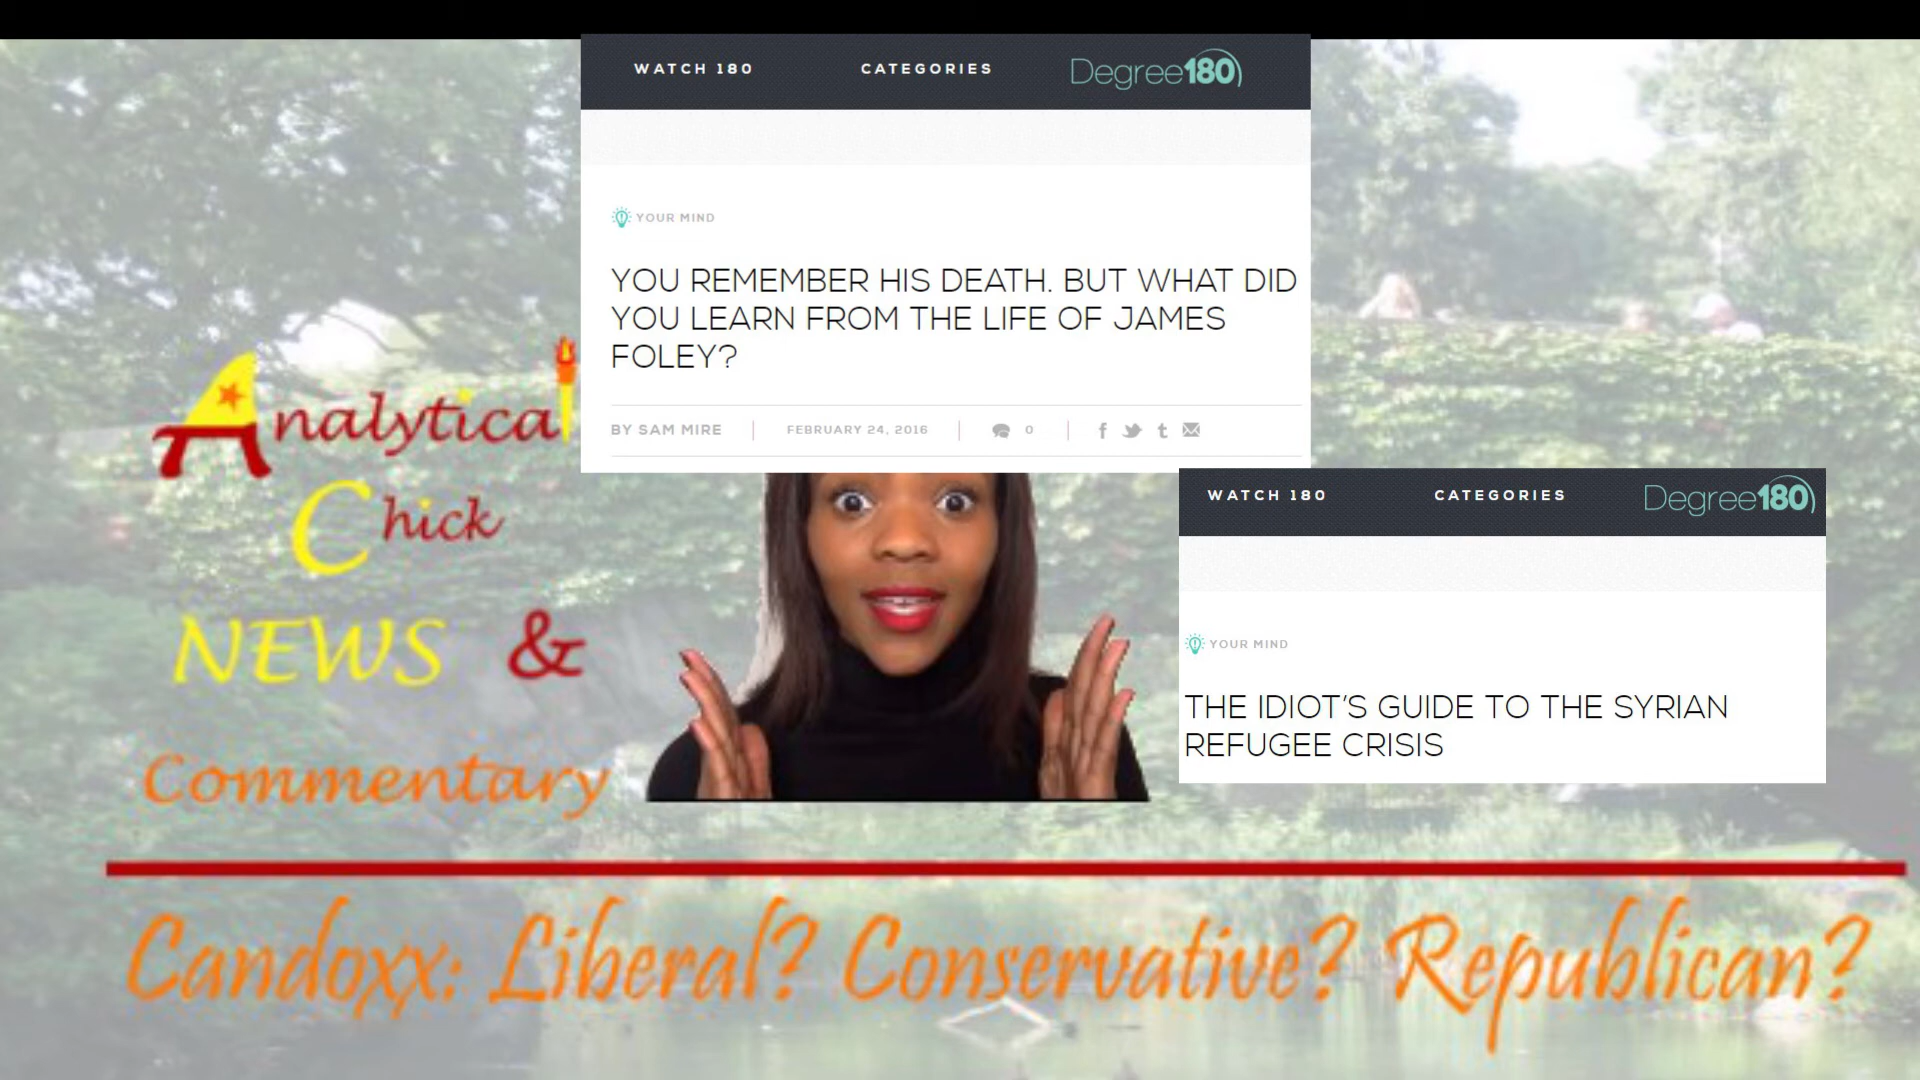 WATCH 180
CATEGORIES
Degree180
YOUR MIND
YOU REMEMBER HIS DEATH. BUT WHAT DID
YOU LEARN FROM THE LIFE OF JAMES
FOLEY?
BY SAM MIRE
FEBRUARY 24, 2016
0
Analytical
Chick
NEWS &
Commentary
WATCH 180
CATEGORIES
Degree180
YOUR MIND
THE IDIOT'S GUIDE TO THE SYRIAN
REFUGEE CRISIS
Candoxx: Liberal? Conservative? Republican?